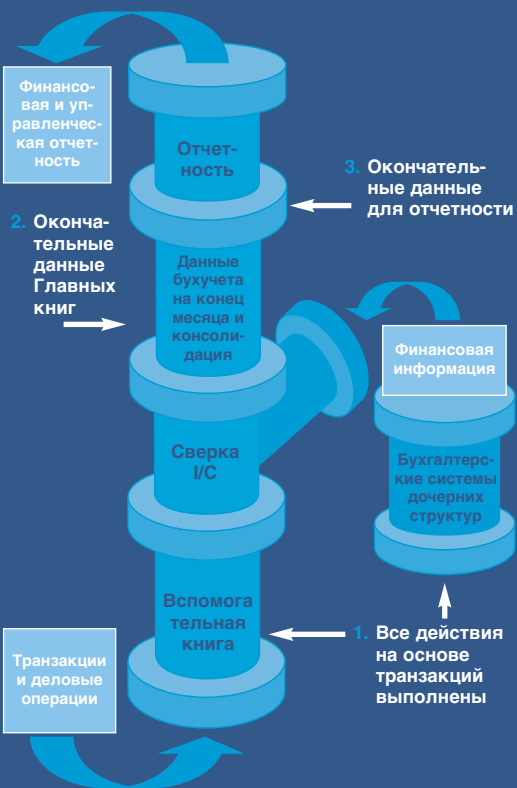 Финансо-
вая и уп-
равленчес-
кая отчет-
ность
Отчет-
ность
3. Окончатель-
ные данные
для отчетности
2. Оконча-
тельные
данные
Главных
книг
Данные
бухучета
на конец
месяца и
консоли-
дация
Финансовая
информация
Сверка
I/C
Бухгалтерс-
кие системы
дочерних
структур
Вспомога
тельная
книга
1. Все действия
на основе
транзакций
выполнены
Транзакции
и деловые
операции